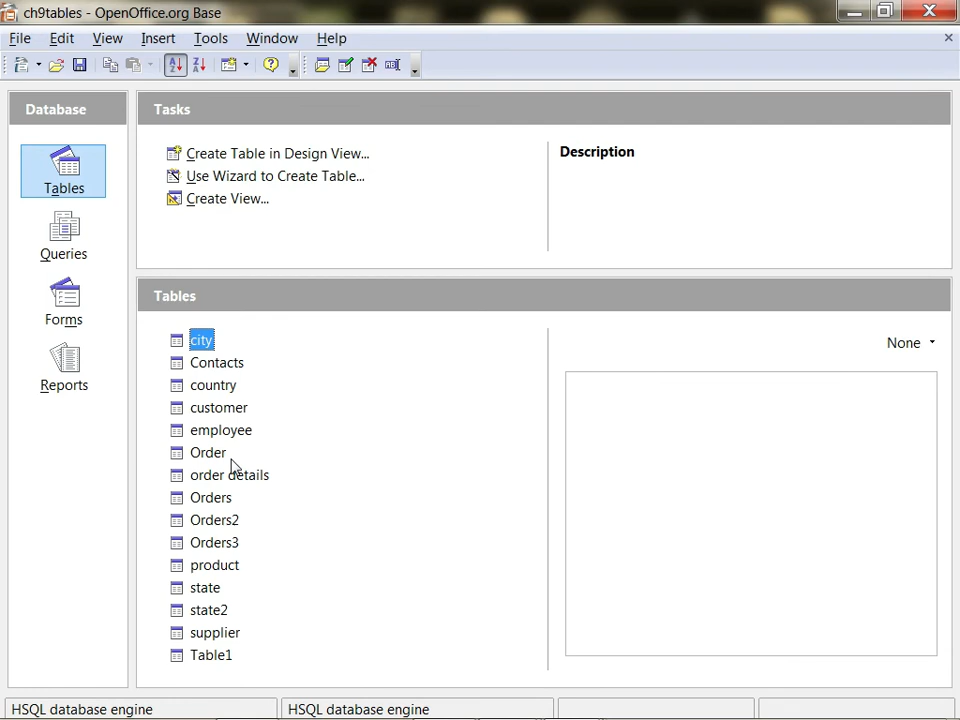 ch9tables - OpenOffice.org Base
File Edit View Insert Tools Window Help
Database
Tables
Queries
Forms
Reports
Tasks
Create Table in Design View...
Use Wizard to Create Table...
Create View...
Description
Tables
city
Contacts
country
customer
employee
Order
order details
Orders
Orders2
Orders3
product
state
state2
supplier
Table1
None
HSQL database engine
HSQL database engine